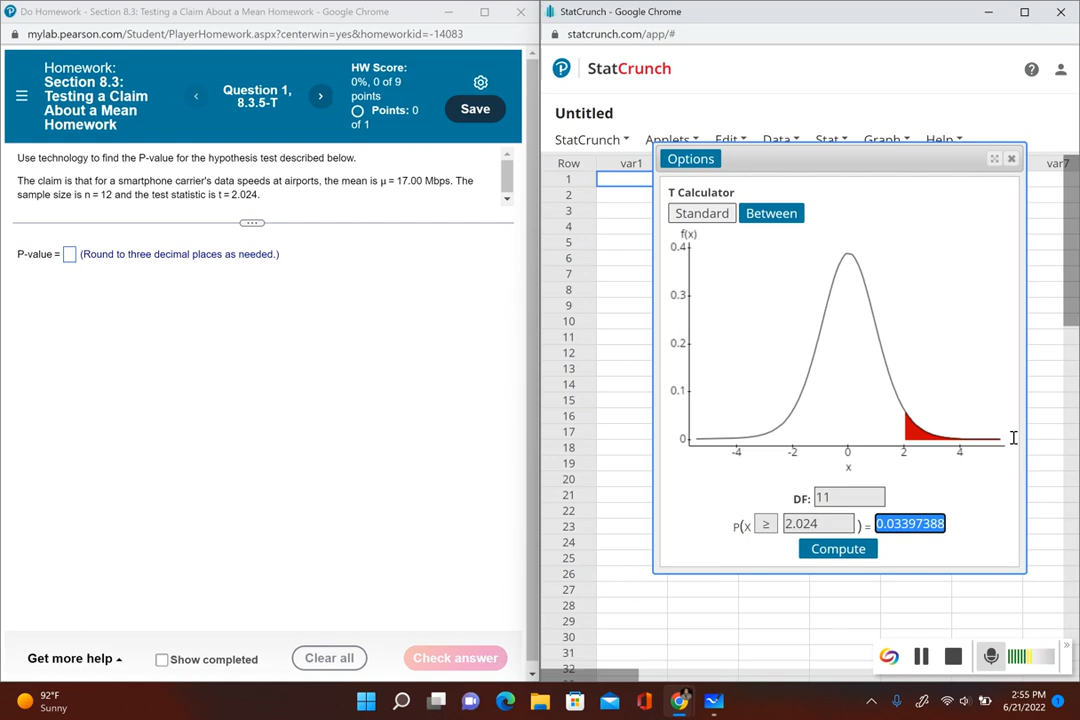 Do Homework - Section 8.3: Testing a Claim About a Mean Homework - Google Chrome
mylab.pearson.com/Student/PlayerHomework.aspx?centerwin=yes&homeworkid=-14083
Homework:
Section 8.3:
Testing a Claim
About a Mean
Homework
Question 1,
8.3.5-T
HW Score:
0%, 0 of 9
points
Points: 0
of 1
Save
Use technology to find the P-value for the hypothesis test described below.
The claim is that for a smartphone carrier's data speeds at airports, the mean is μ = 17.00 Mbps. The
sample size is n = 12 and the test statistic is t = 2.024.
P-value = (Round to three decimal places as needed.)
Get more help
Show completed
Clear all
Check answer
StatCrunch - Google Chrome
statcrunch.com/app/#
P StatCrunch
Untitled
StatCrunch Applets Edit Data Stat Graph Help
Row var1 var7
1
2
3
4
5
6
7
8
9
10
11
12
13
14
15
16
17
18
19
20
21
22
23
24
25
26
27
28
29
30
31
32
Options
T Calculator
Standard Between
f(x)
0.4
0.3
0.2
0.1
0
-4 -2 0 2 4
x
DF: 11
P(x ≥ 2.024 ) = 0.03397388
Compute
92°F
Sunny
2:55 PM
6/21/2022
1